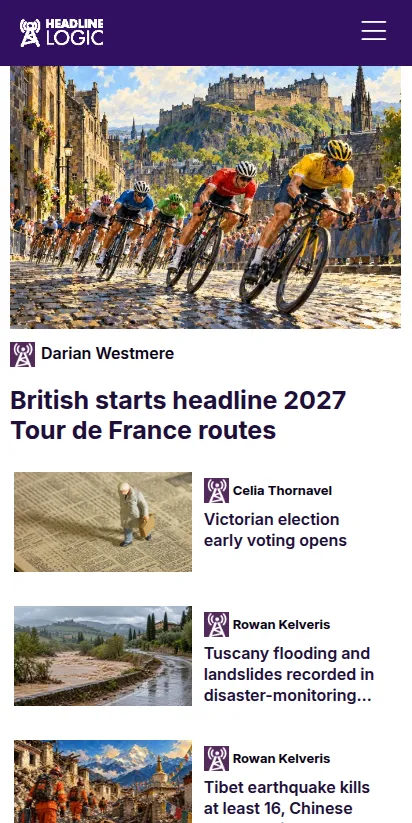 HEADLINE
LOGIC
Darian Westmere
British starts headline 2027
Tour de France routes
Celia Thornavel
Victorian election
early voting opens
Rowan Kelveris
Tuscany flooding and
landslides recorded in
disaster-monitoring...
Rowan Kelveris
Tibet earthquake kills
at least 16, Chinese